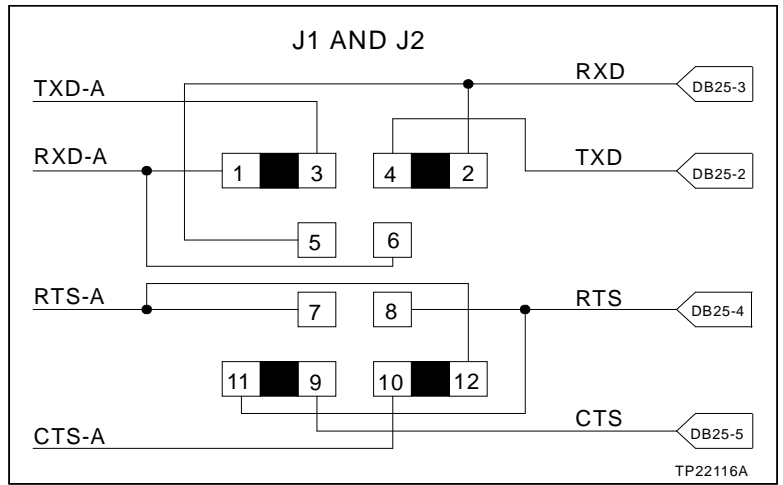 J1 AND J2
TXD-A
RXD
DB25-3
RXD-A
1
3
4
2
TXD
DB25-2
5
6
RTS-A
7
8
RTS
DB25-4
11
9
10
12
CTS-A
CTS
DB25-5
TP22116A